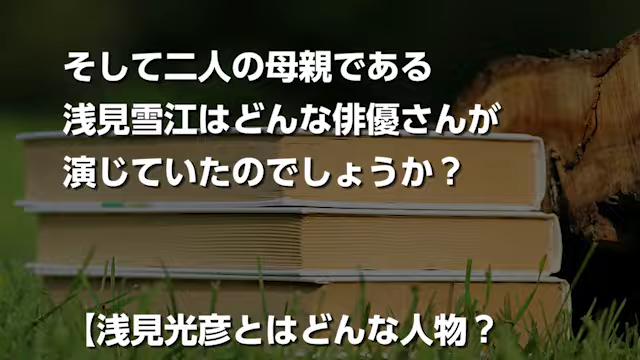 そして二人の母親である
浅見雪江はどんな俳優さんが
演じていたのでしょうか？
【浅見光彦とはどんな人物？